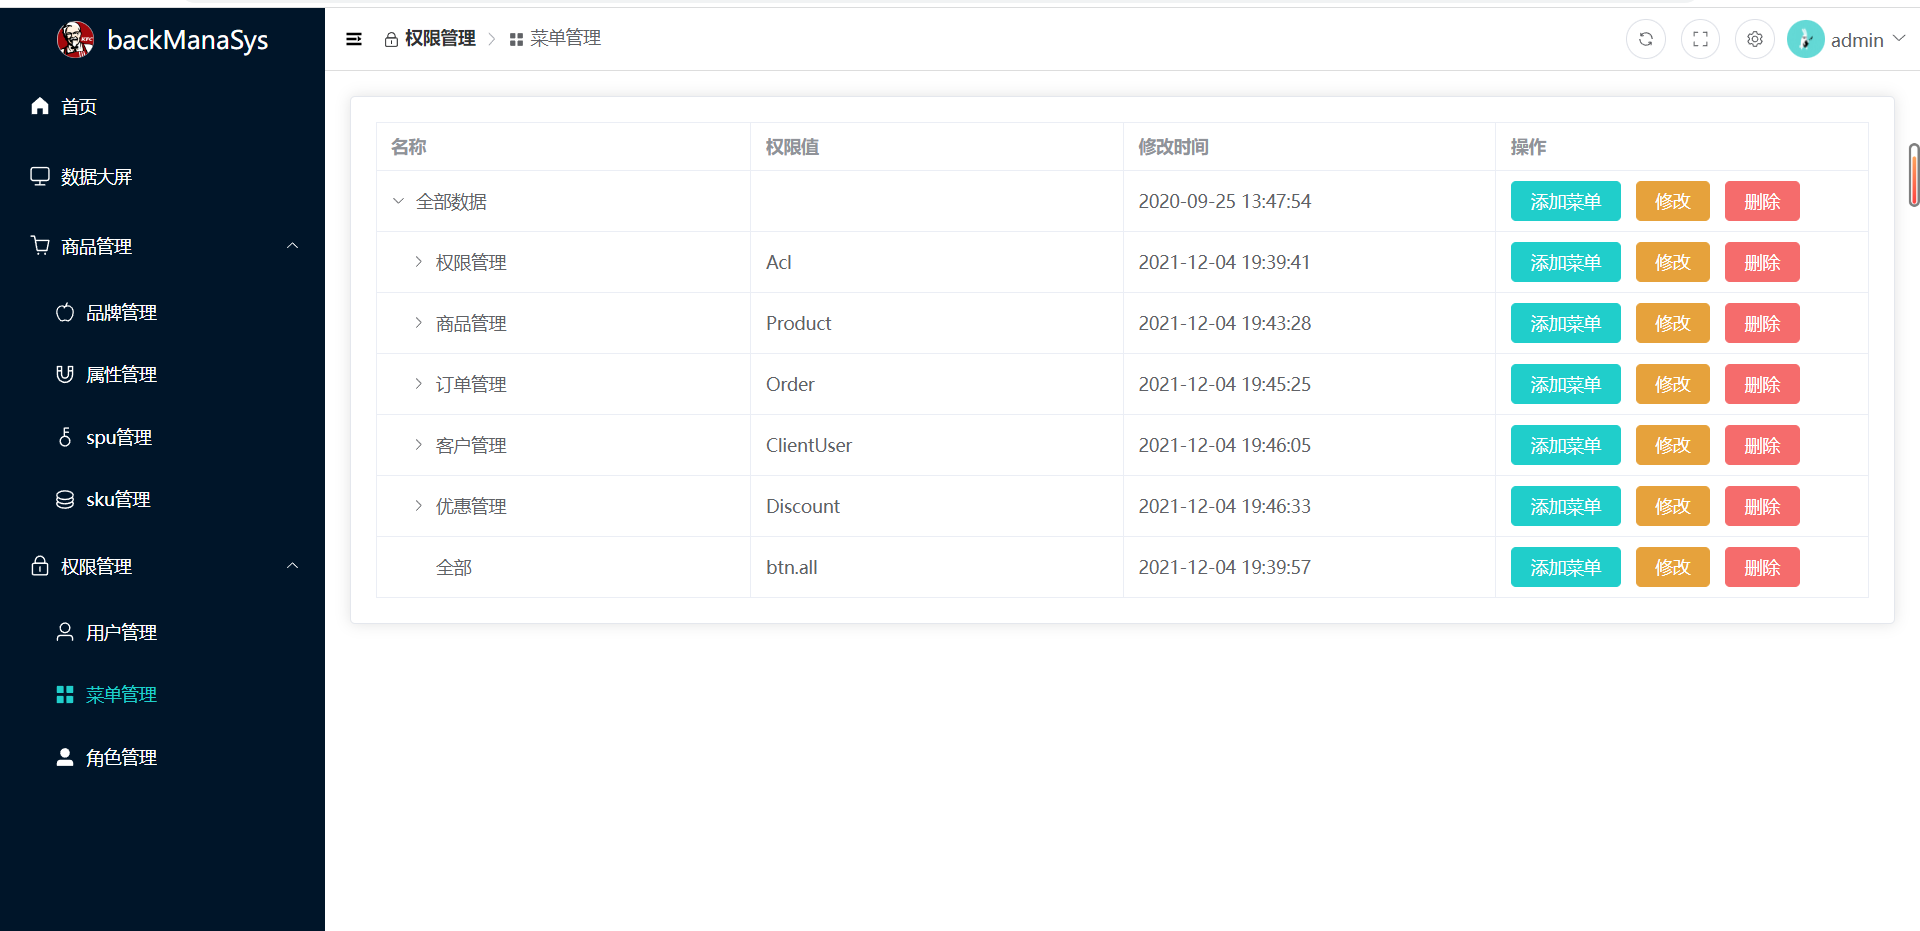 backManaSys
首页
数据大屏
商品管理
品牌管理
属性管理
spu管理
sku管理
权限管理
用户管理
菜单管理
角色管理
权限管理 菜单管理 admin
名称 权限值 修改时间 操作
全部数据 2020-09-25 13:47:54 添加菜单 修改 删除
权限管理 Acl 2021-12-04 19:39:41 添加菜单 修改 删除
商品管理 Product 2021-12-04 19:43:28 添加菜单 修改 删除
订单管理 Order 2021-12-04 19:45:25 添加菜单 修改 删除
客户管理 ClientUser 2021-12-04 19:46:05 添加菜单 修改 删除
优惠管理 Discount 2021-12-04 19:46:33 添加菜单 修改 删除
全部 btn.all 2021-12-04 19:39:57 添加菜单 修改 删除